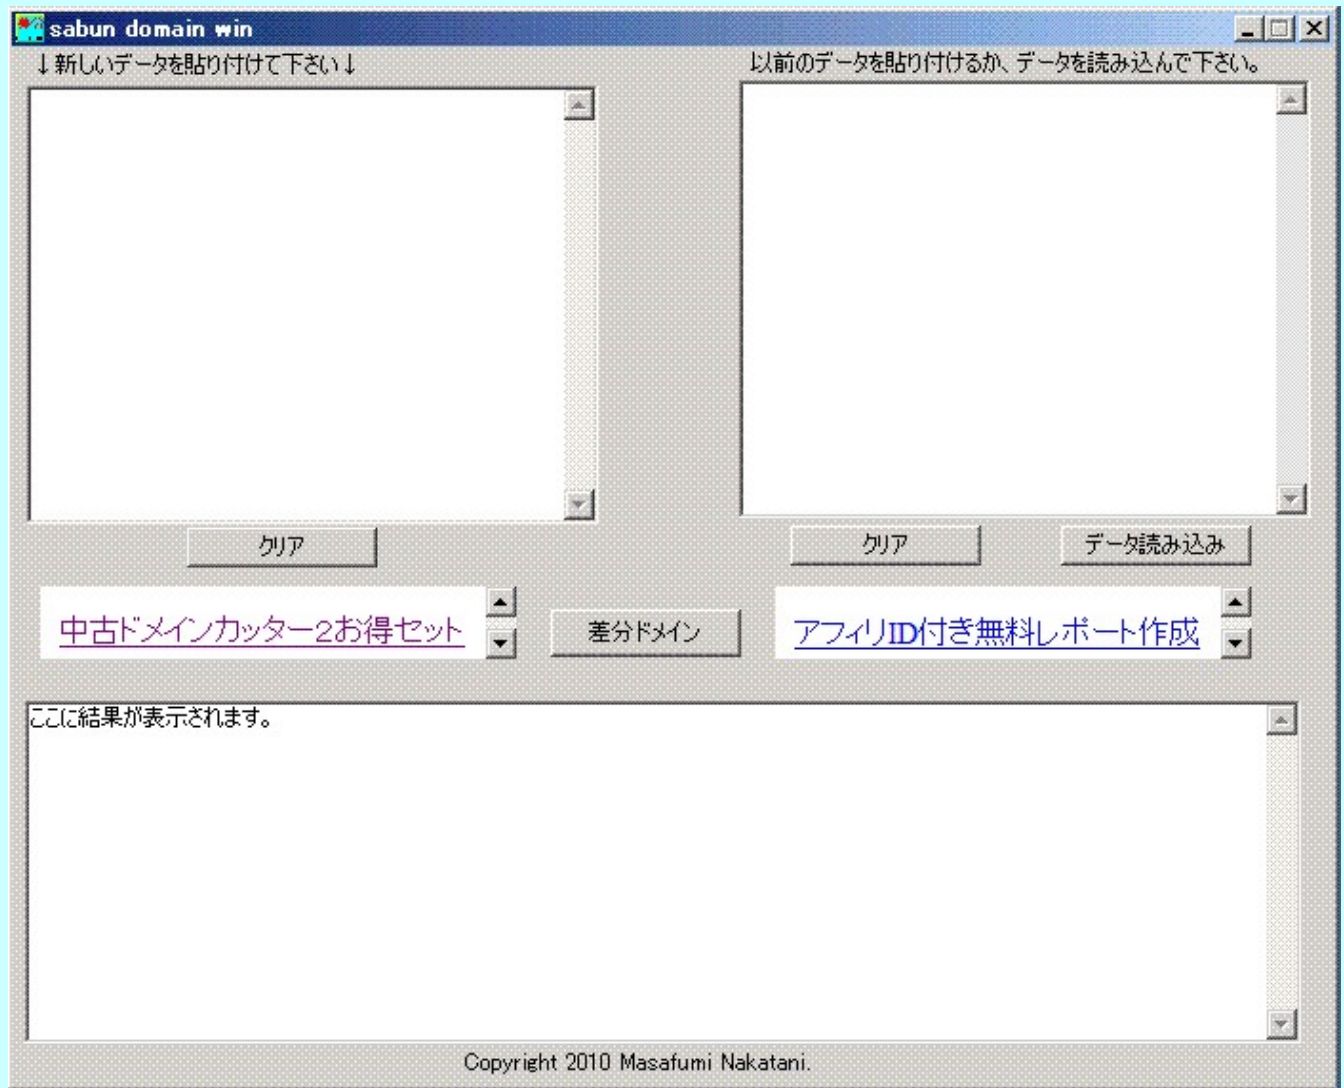 sabun domain win
↓新しいデータを貼り付けて下さい↓
以前のデータを貼り付けるか、データを読み込んで下さい。
クリア
クリア
データ読み込み
中古ドメインカッター2お得セット
差分ドメイン
アフィリID付き無料レポート作成
ここに結果が表示されます。
Copyright 2010 Masafumi Nakatani.